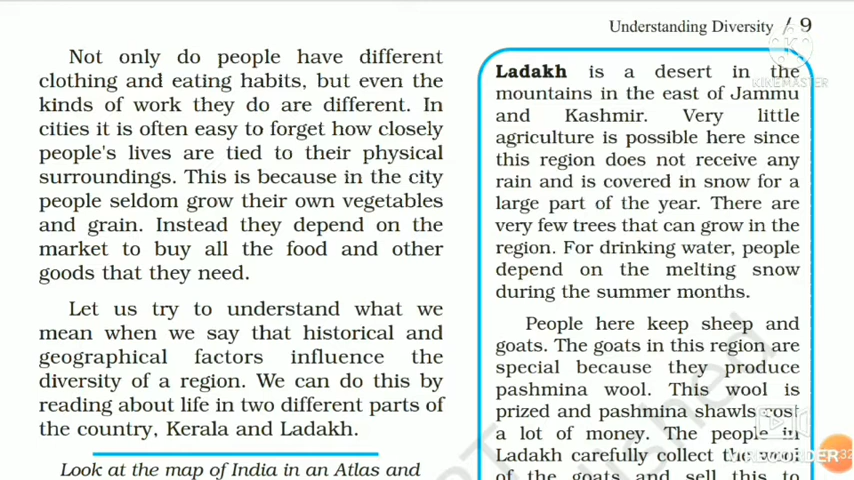 Understanding Diversity / 9
Not only do people have different
clothing and eating habits, but even the
kinds of work they do are different. In
cities it is often easy to forget how closely
people's lives are tied to their physical
surroundings. This is because in the city
people seldom grow their own vegetables
and grain. Instead they depend on the
market to buy all the food and other
goods that they need.
Let us try to understand what we
mean when we say that historical and
geographical factors influence the
diversity of a region. We can do this by
reading about life in two different parts of
the country, Kerala and Ladakh.
Look at the map of India in an Atlas and
Ladakh is a desert in the
mountains in the east of Jammu
and Kashmir. Very little
agriculture is possible here since
this region does not receive any
rain and is covered in snow for a
large part of the year. There are
very few trees that can grow in the
region. For drinking water, people
depend on the melting snow
during the summer months.
People here keep sheep and
goats. The goats in this region are
special because they produce
pashmina wool. This wool is
prized and pashmina shawls cost
a lot of money. The people in
Ladakh carefully collect the wool
of the goats and sell this to
KINEMASTER
RECORDER